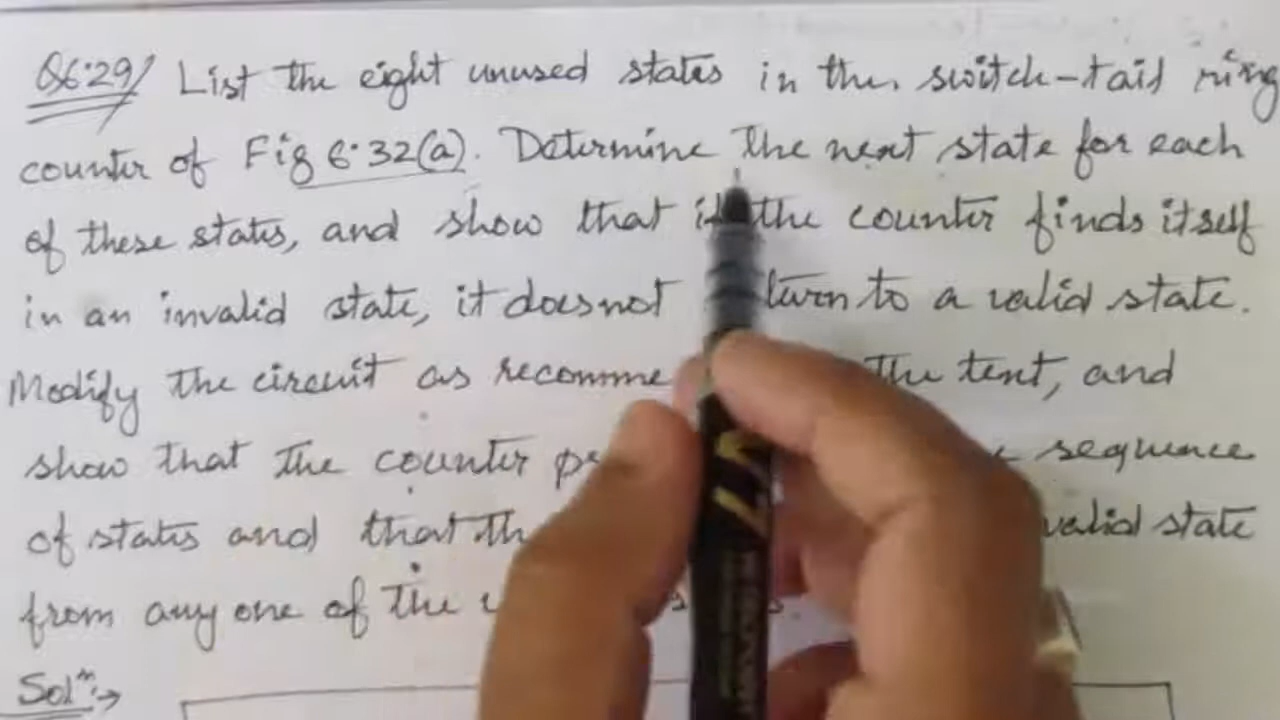 Q6.29/ List the eight unused states in the switch-tail ring
counter of Fig 6.32(a). Determine the next state for each
of these states, and show that if the counter finds itself
in an invalid state, it does not to a valid state.
Modify the circuit as the text, and
show that the counter sequence
of states and that valid state
from any one of the
Solⁿ:→